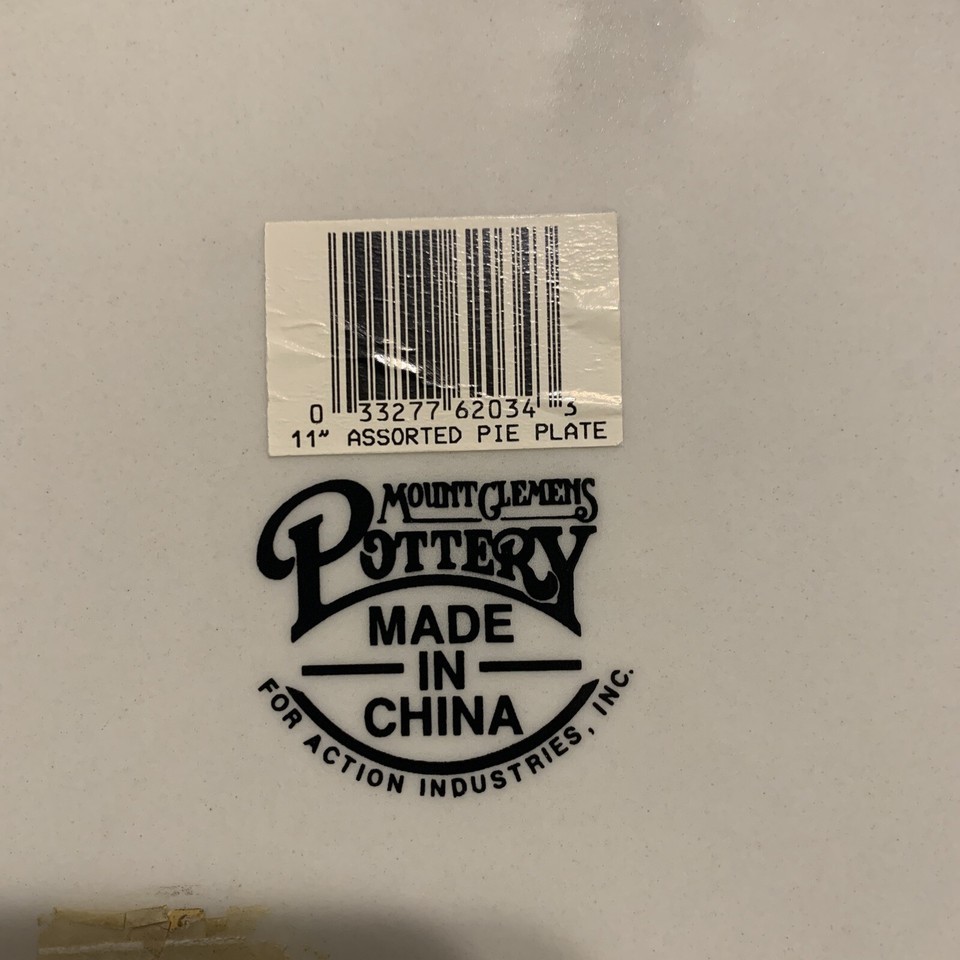 0 33277 62034 3
11" ASSORTED PIE PLATE
MOUNT CLEMENS
POTTERY
MADE
IN
CHINA
FOR ACTION INDUSTRIES, INC.